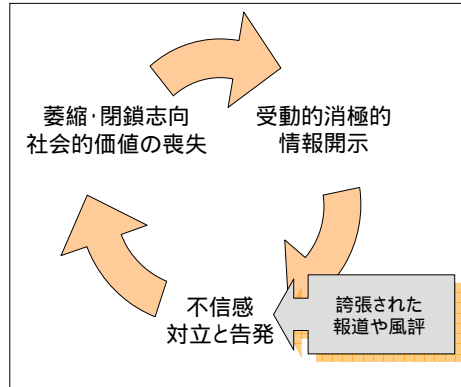 萎縮・閉鎖志向
社会的価値の喪失
受動的消極的
情報開示
不信感
対立と告発
誇張された
報道や風評